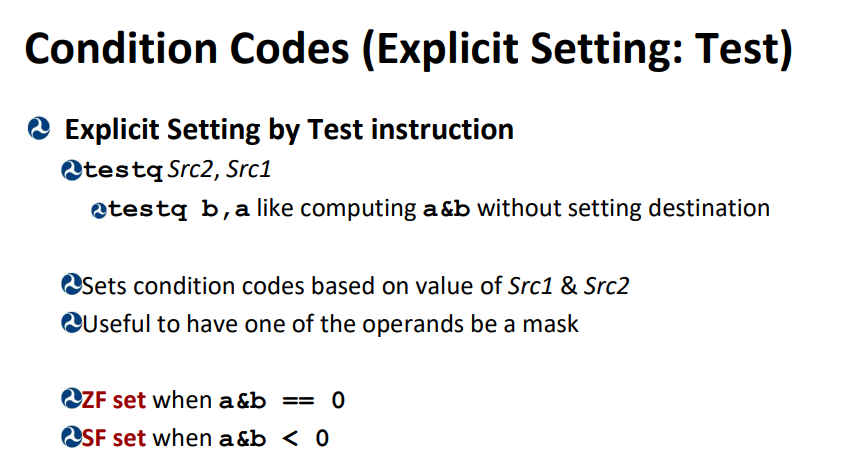 Condition Codes (Explicit Setting: Test)
Explicit Setting by Test instruction
testq Src2, Src1
testq b,a like computing a&b without setting destination
Sets condition codes based on value of Src1 & Src2
Useful to have one of the operands be a mask
ZF set when a&b == 0
SF set when a&b < 0